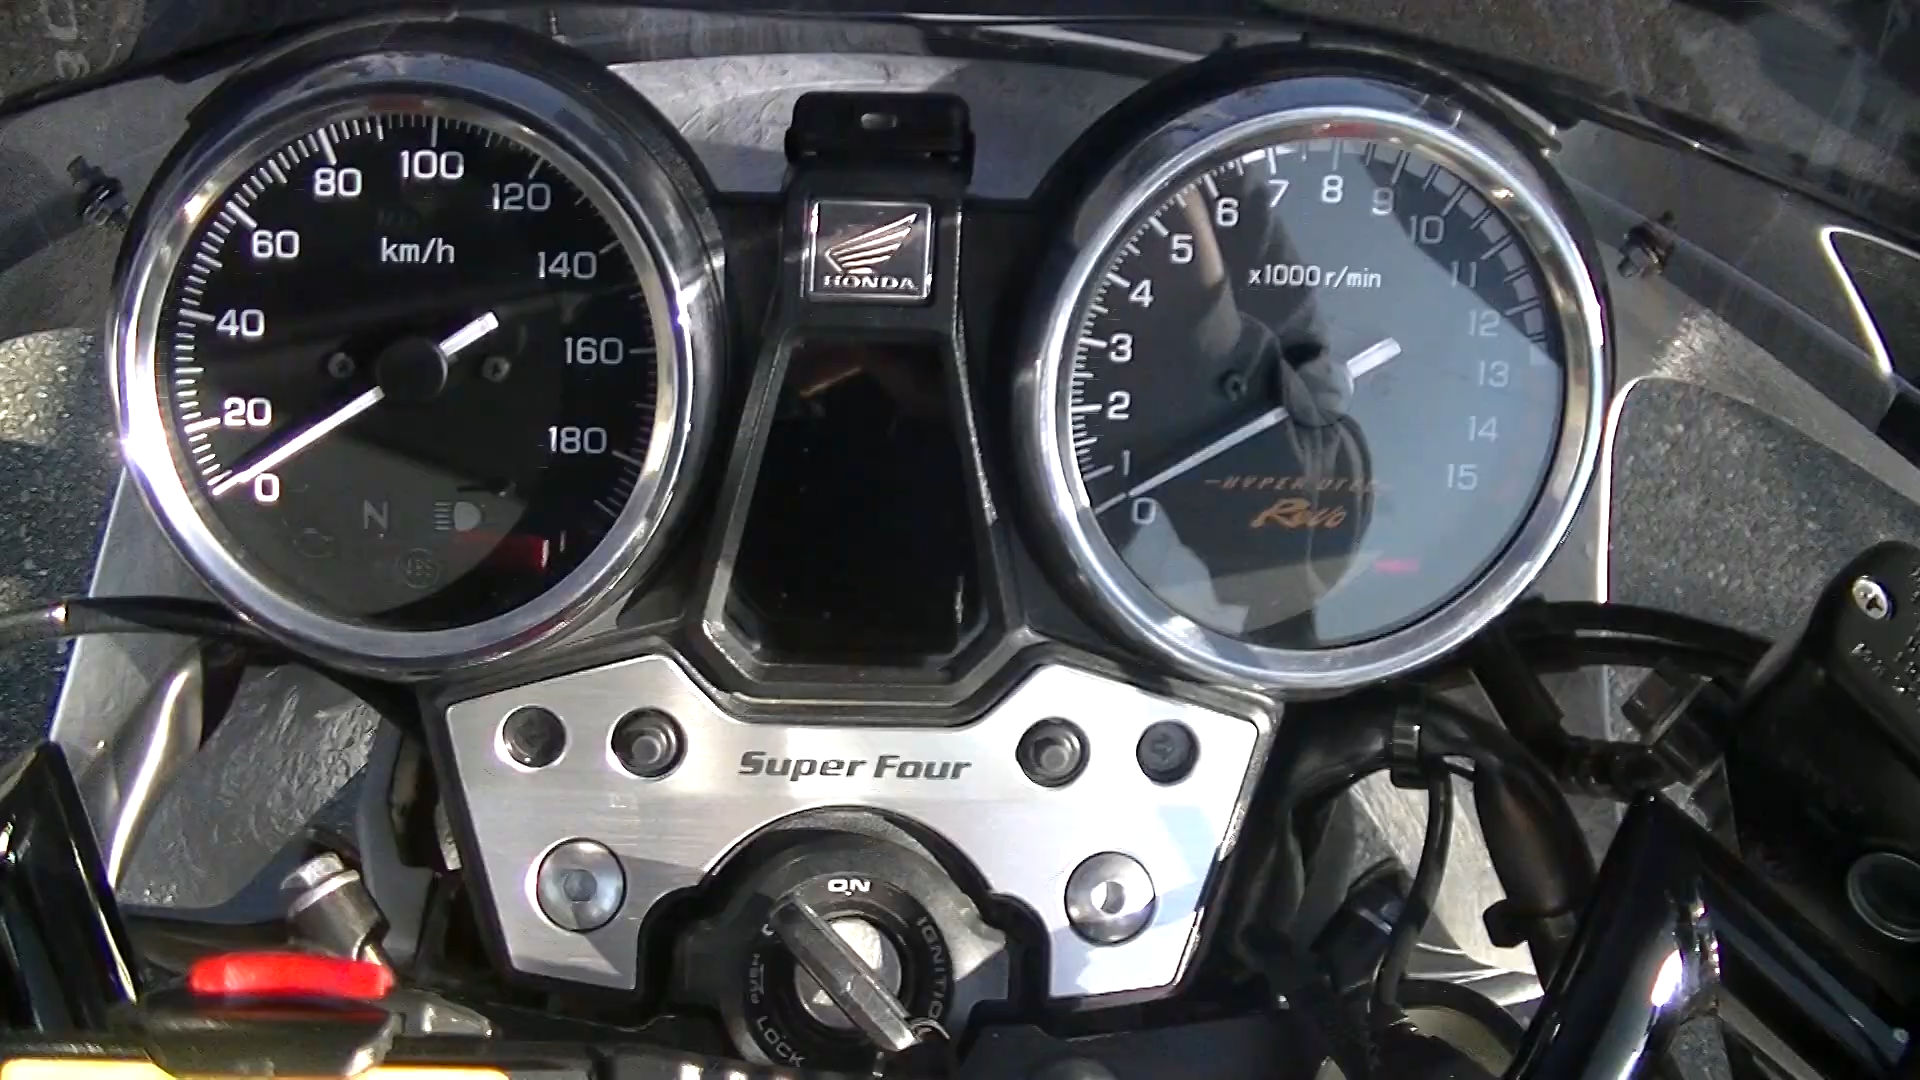 100
80
120
60
km/h
140
40
160
20
180
0
N
ABS
HONDA
8
7
9
6
10
5
x1000 r/min
11
4
12
3
13
2
14
1
15
HYPER VTEC
Revo
0
Super Four
ON
IGNITION
PUSH
LOCK